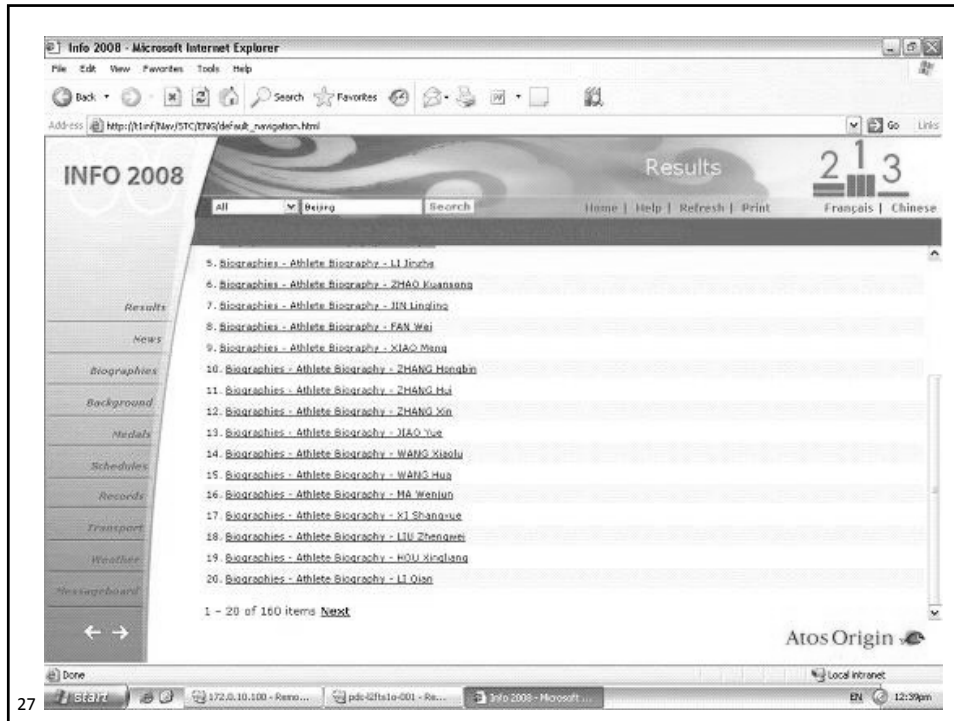 Info 2008 - Microsoft Internet Explorer
File Edit View Favorites Tools Help
Back Search Favorites
Address http://t1inf/Nav/STC/ENG/default_navigation.html Go Links
INFO 2008
Results
2 1 3
All Beijing Search Home | Help | Refresh | Print Français | Chinese
5. Biographies - Athlete Biography - LI Jinzhe
6. Biographies - Athlete Biography - ZHAO Kuansong
7. Biographies - Athlete Biography - JIN Lingling
8. Biographies - Athlete Biography - FAN Wei
9. Biographies - Athlete Biography - XIAO Meng
10. Biographies - Athlete Biography - ZHANG Hongbin
11. Biographies - Athlete Biography - ZHANG Hui
12. Biographies - Athlete Biography - ZHANG Xin
13. Biographies - Athlete Biography - JIAO Yue
14. Biographies - Athlete Biography - WANG Xiaolu
15. Biographies - Athlete Biography - WANG Hua
16. Biographies - Athlete Biography - MA Wenjun
17. Biographies - Athlete Biography - XI Shangxue
18. Biographies - Athlete Biography - LIU Zhengwei
19. Biographies - Athlete Biography - HOU Xingliang
20. Biographies - Athlete Biography - LI Qian
1 - 20 of 160 items Next
Results
News
Biographies
Background
Medals
Schedules
Records
Transport
Weather
Messageboard
Atos Origin
Done Local intranet
start 172.0.10.100 - Remo... Info 2008 - Microsoft ... EN 12:39pm
27